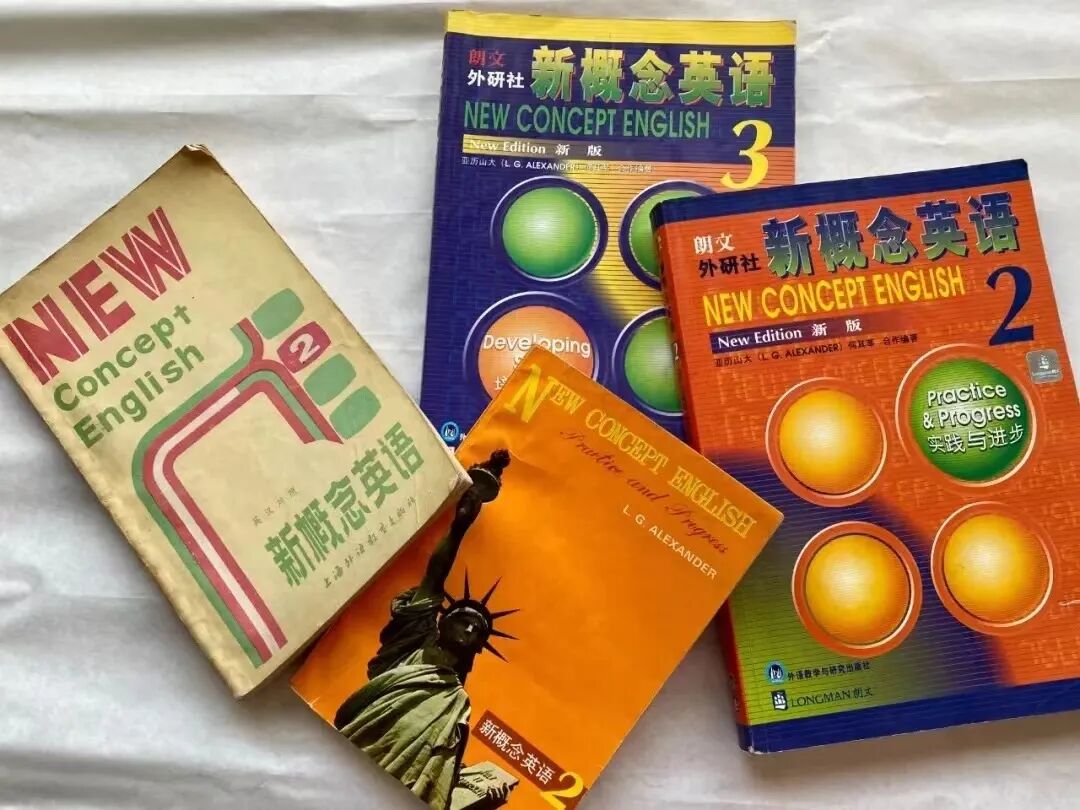 NEW
Concept
English
2
英汉对照
新概念英语
上海外语教育出版社
朗文
外研社
新概念英语
NEW CONCEPT ENGLISH
New Edition 新版
3
亚历山大 (L. G. ALEXANDER)
Developing
NEW CONCEPT ENGLISH
Practice and Progress
L. G. ALEXANDER
新概念英语 2
朗文
外研社
新概念英语
NEW CONCEPT ENGLISH
New Edition 新版
2
亚历山大 (L. G. ALEXANDER) 何其莘 合作编著
Practice
& Progress
实践与进步
外语教学与研究出版社
LONGMAN 朗文